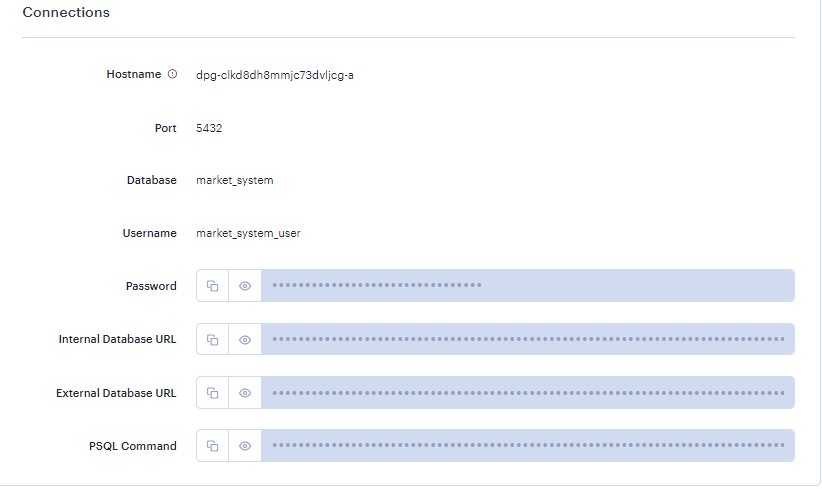 Connections
Hostname dpg-clkd8dh8mmjc73dvljcg-a
Port 5432
Database market_system
Username market_system_user
Password ••••••••••••••••••••••••••••••••
Internal Database URL
External Database URL
PSQL Command